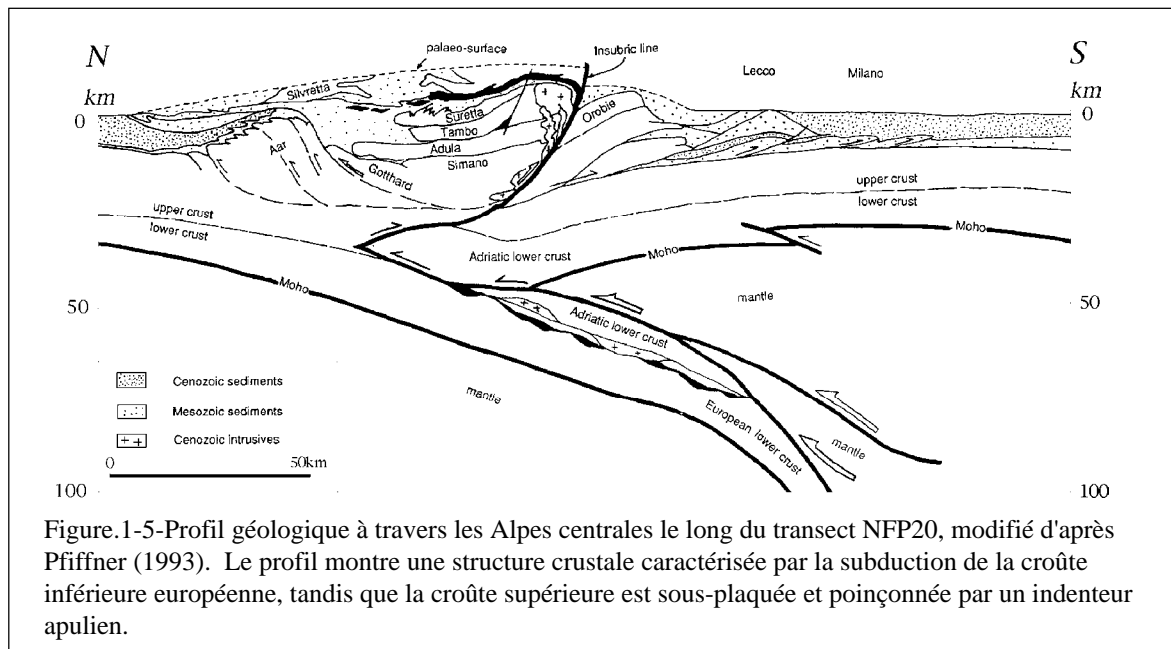 N
S
km
km
palaeo-surface
Insubric line
Lecco
Milano
Silvretta
0
0
Suretta
Orobie
Tambo
Aar
Adula
Simano
Gotthard
upper crust
lower crust
upper crust
lower crust
Moho
Adriatic lower crust
Moho
Moho
50
mantle
50
Adriatic lower crust
Cenozoic sediments
mantle
Mesozoic sediments
European lower crust
mantle
Cenozoic intrusives
0
50km
100
100
Figure.1-5-Profil géologique à travers les Alpes centrales le long du transect NFP20, modifié d'après
Pfiffner (1993). Le profil montre une structure crustale caractérisée par la subduction de la croûte
inférieure européenne, tandis que la croûte supérieure est sous-plaquée et poinçonnée par un indenteur
apulien.